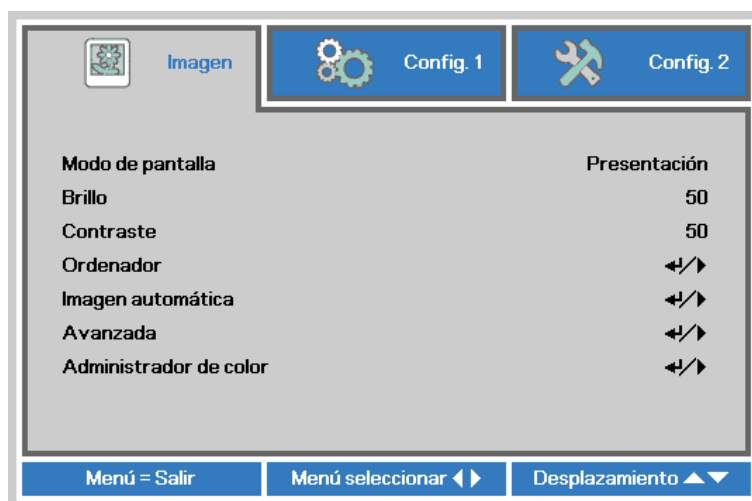 Imagen Config. 1 Config. 2
Modo de pantalla Presentación
Brillo 50
Contraste 50
Ordenador
Imagen automática
Avanzada
Administrador de color
Menú = Salir Menú seleccionar Desplazamiento